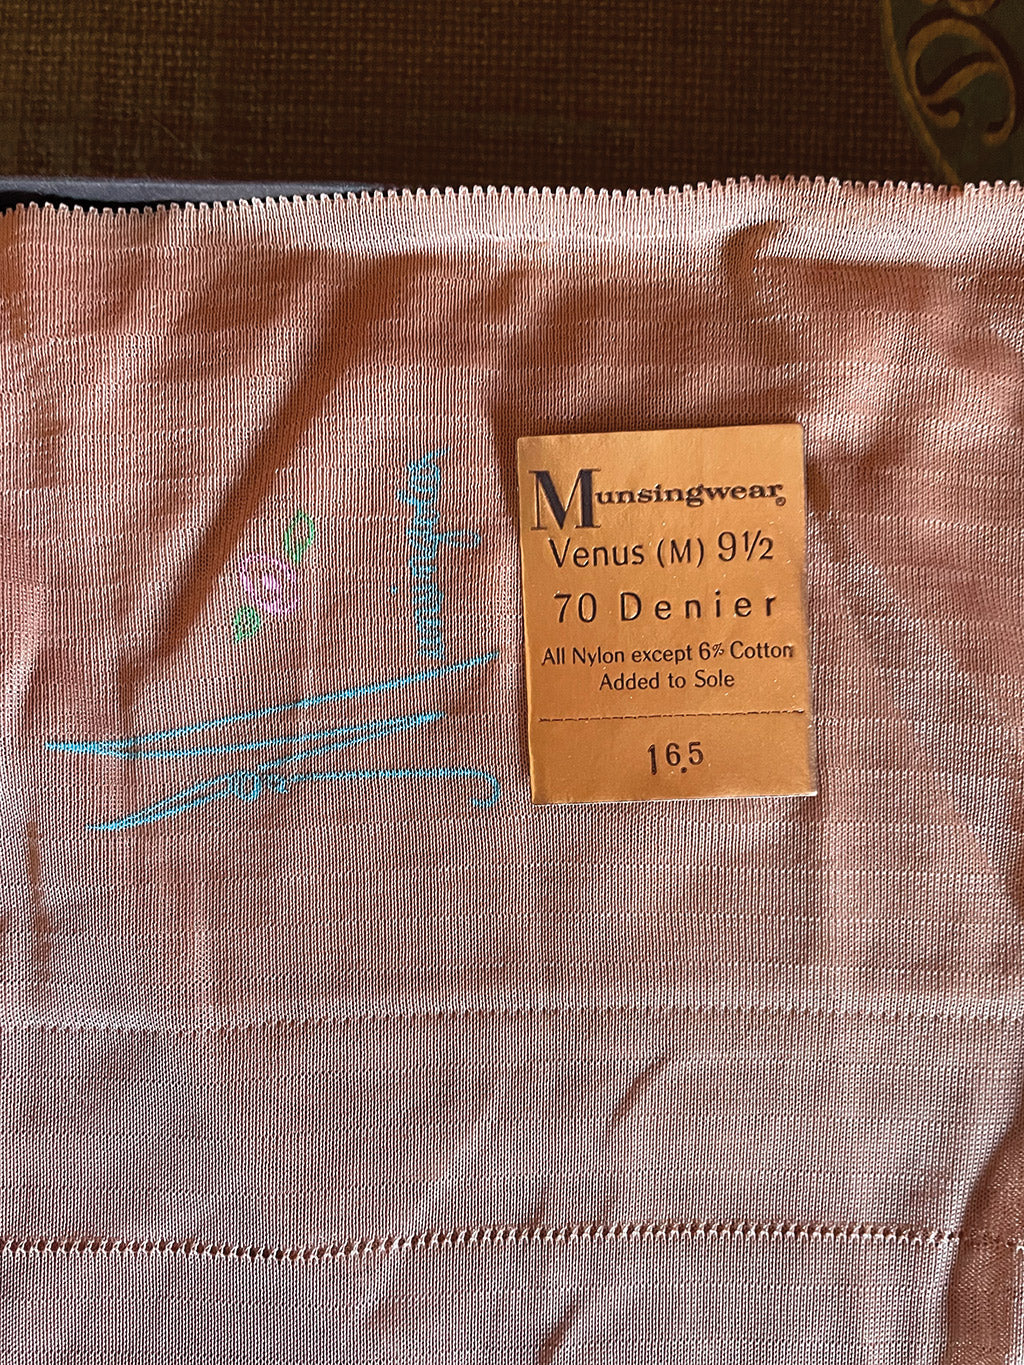 Munsingwear®
Venus (M) 9½
70 Denier
All Nylon except 6% Cotton
Added to Sole
16.5